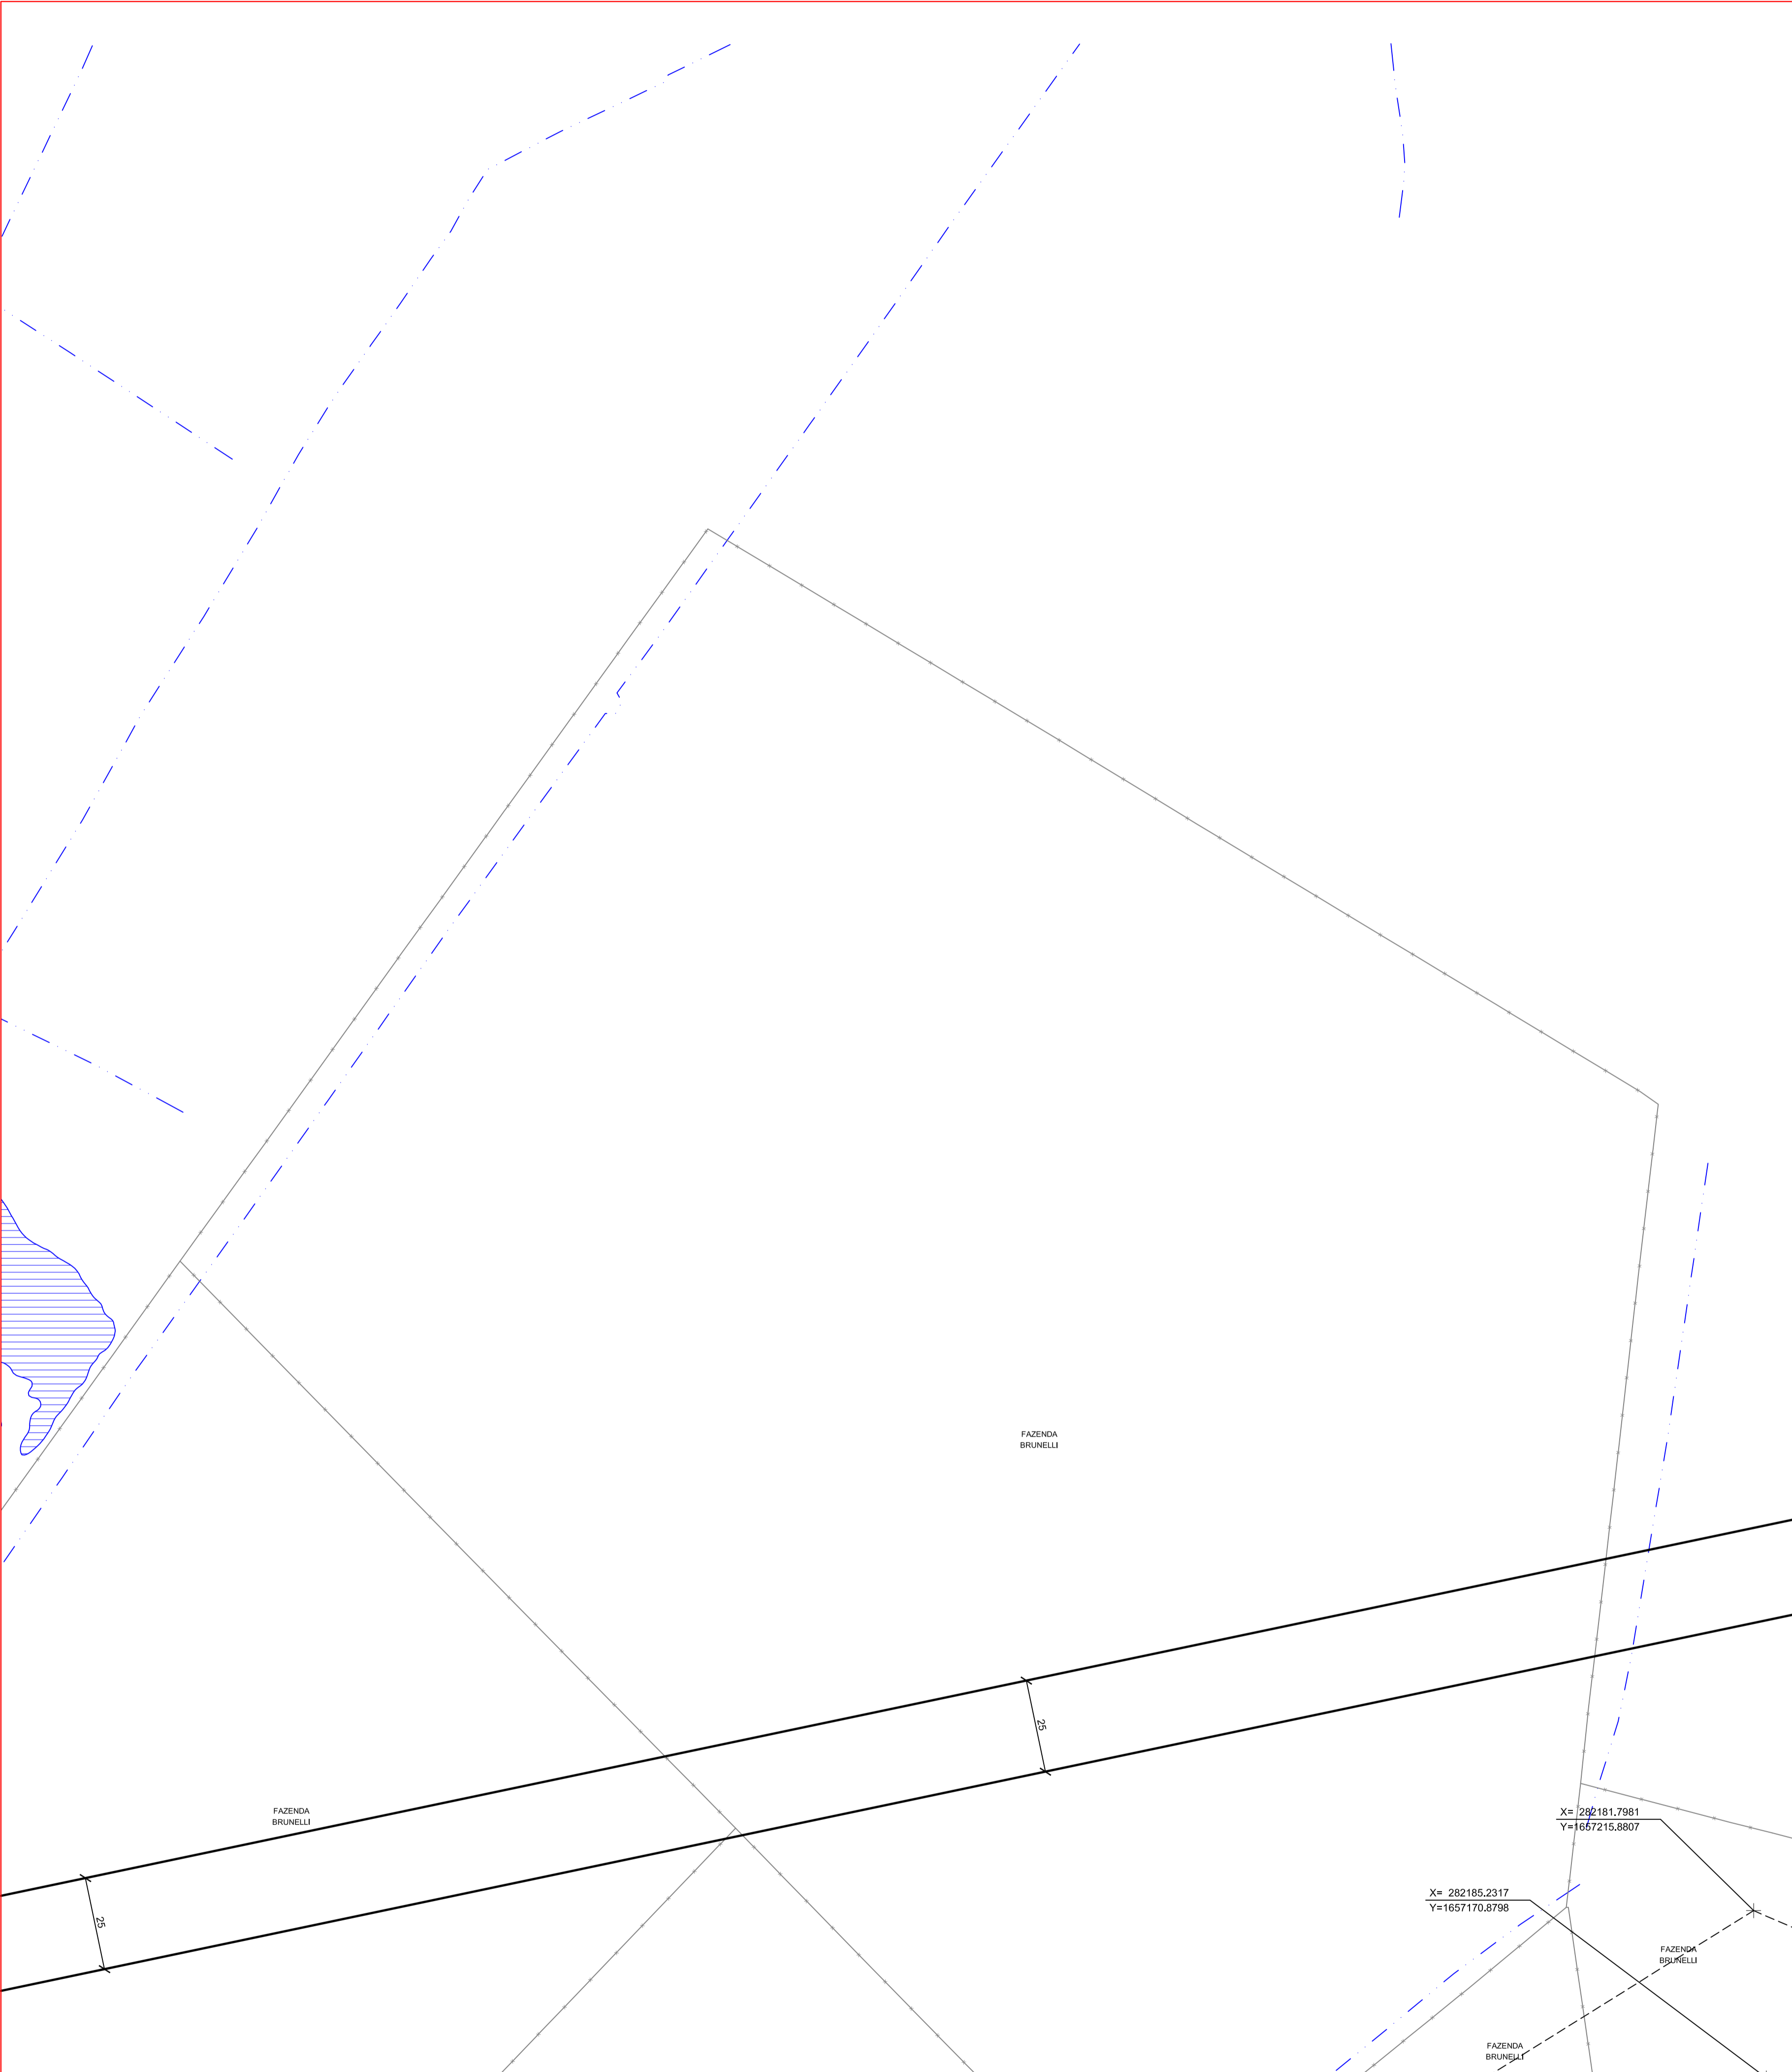 FAZENDA
BRUNELLI
25
FAZENDA
BRUNELLI
X= 282181.7981
Y=1657215.8807
X= 282185.2317
Y=1657170.8798
25
FAZENDA
BRUNELLI
FAZENDA
BRUNELLI